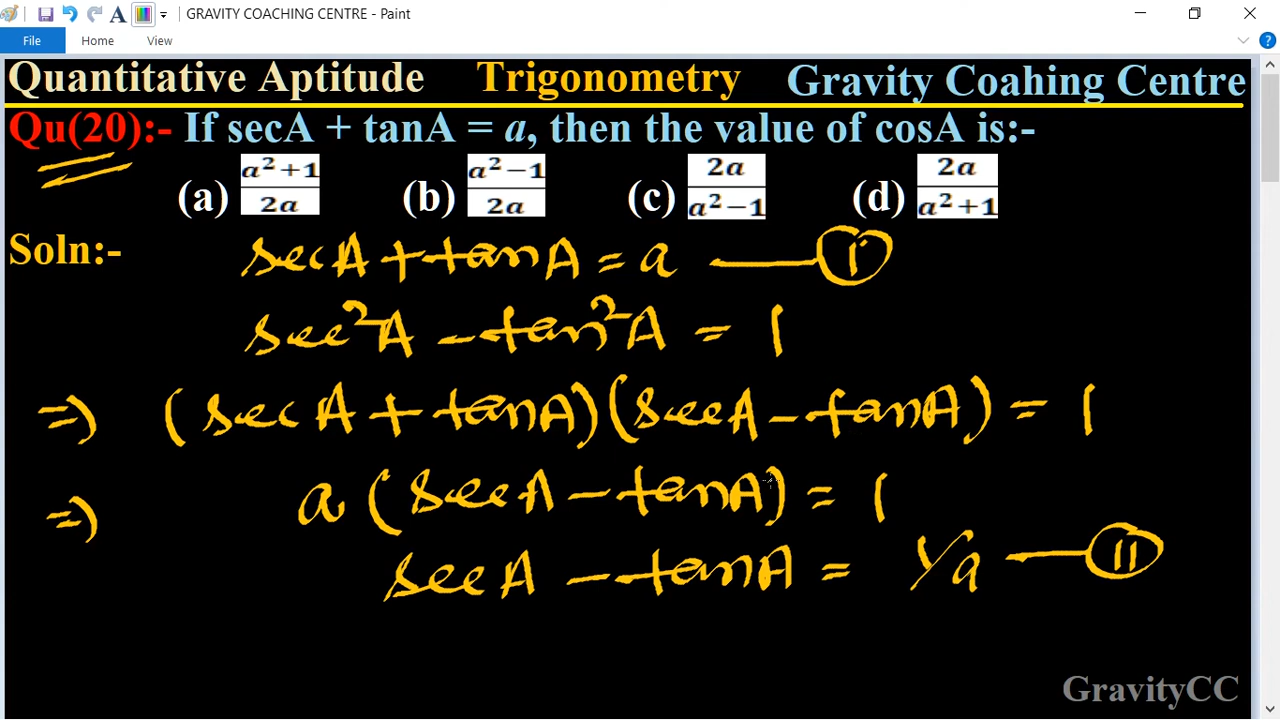 GRAVITY COACHING CENTRE - Paint
File Home View
Quantitative Aptitude Trigonometry Gravity Coahing Centre
Qu(20):- If secA + tanA = a, then the value of cosA is:-
(a) a²+1/2a (b) a²−1/2a (c) 2a/a²−1 (d) 2a/a²+1
Soln:- secA + tanA = a — I
sec²A − tan²A = 1
=> (secA + tanA)(secA − tanA) = 1
=> a(secA − tanA) = 1
secA − tanA = 1/a — II
GravityCC